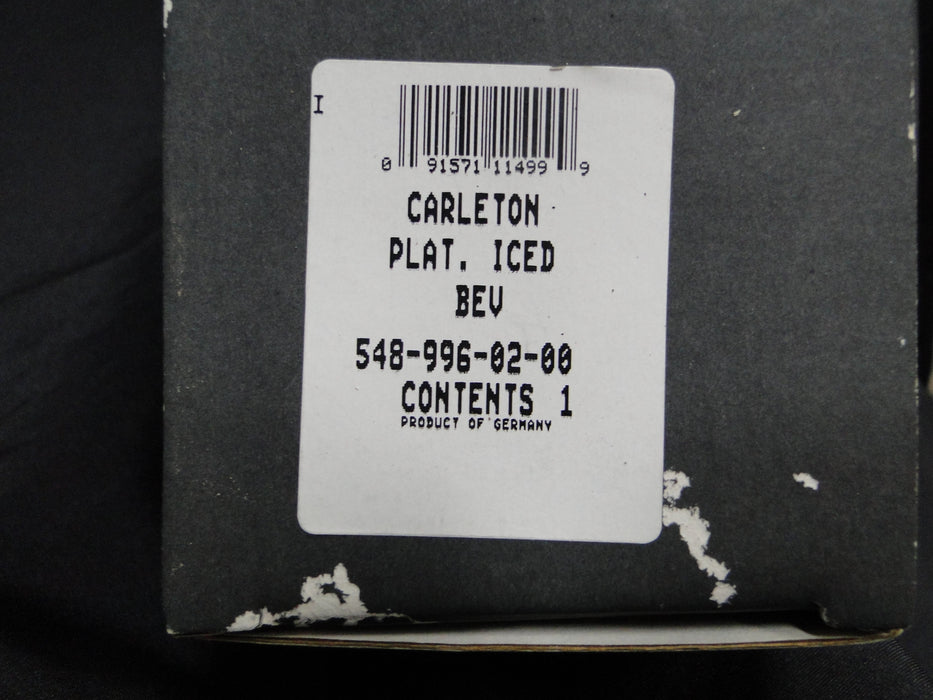 I
0 91571 11499 9
CARLETON
PLAT. ICED
BEV
548-996-02-00
CONTENTS 1
PRODUCT OF GERMANY